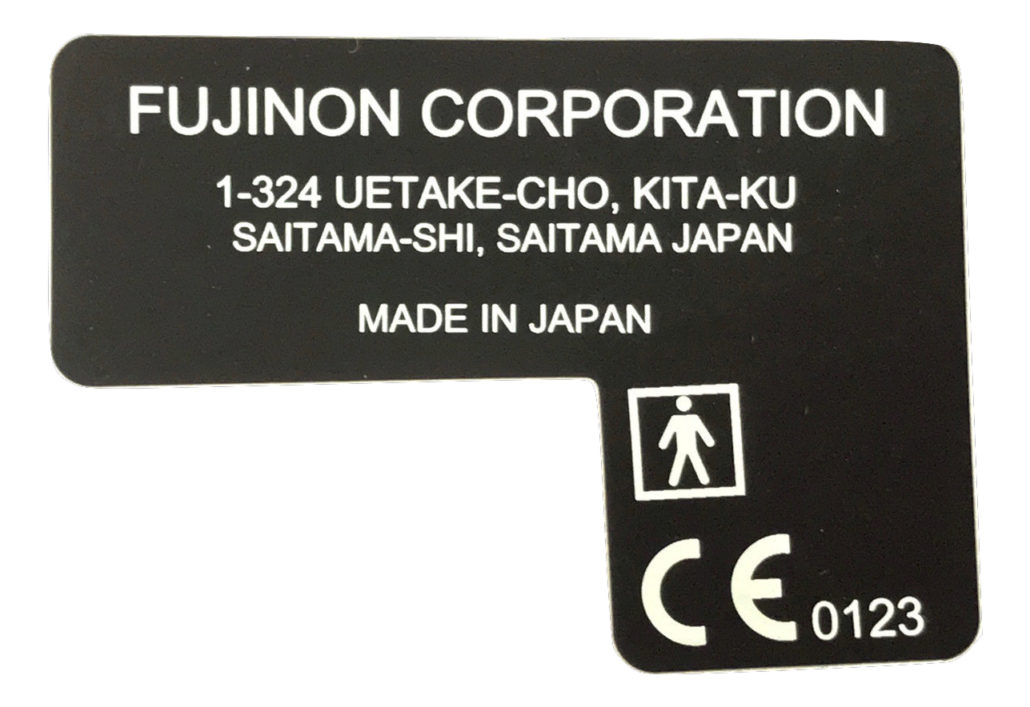 FUJINON CORPORATION
1-324 UETAKE-CHO, KITA-KU
SAITAMA-SHI, SAITAMA JAPAN
MADE IN JAPAN
CE 0123